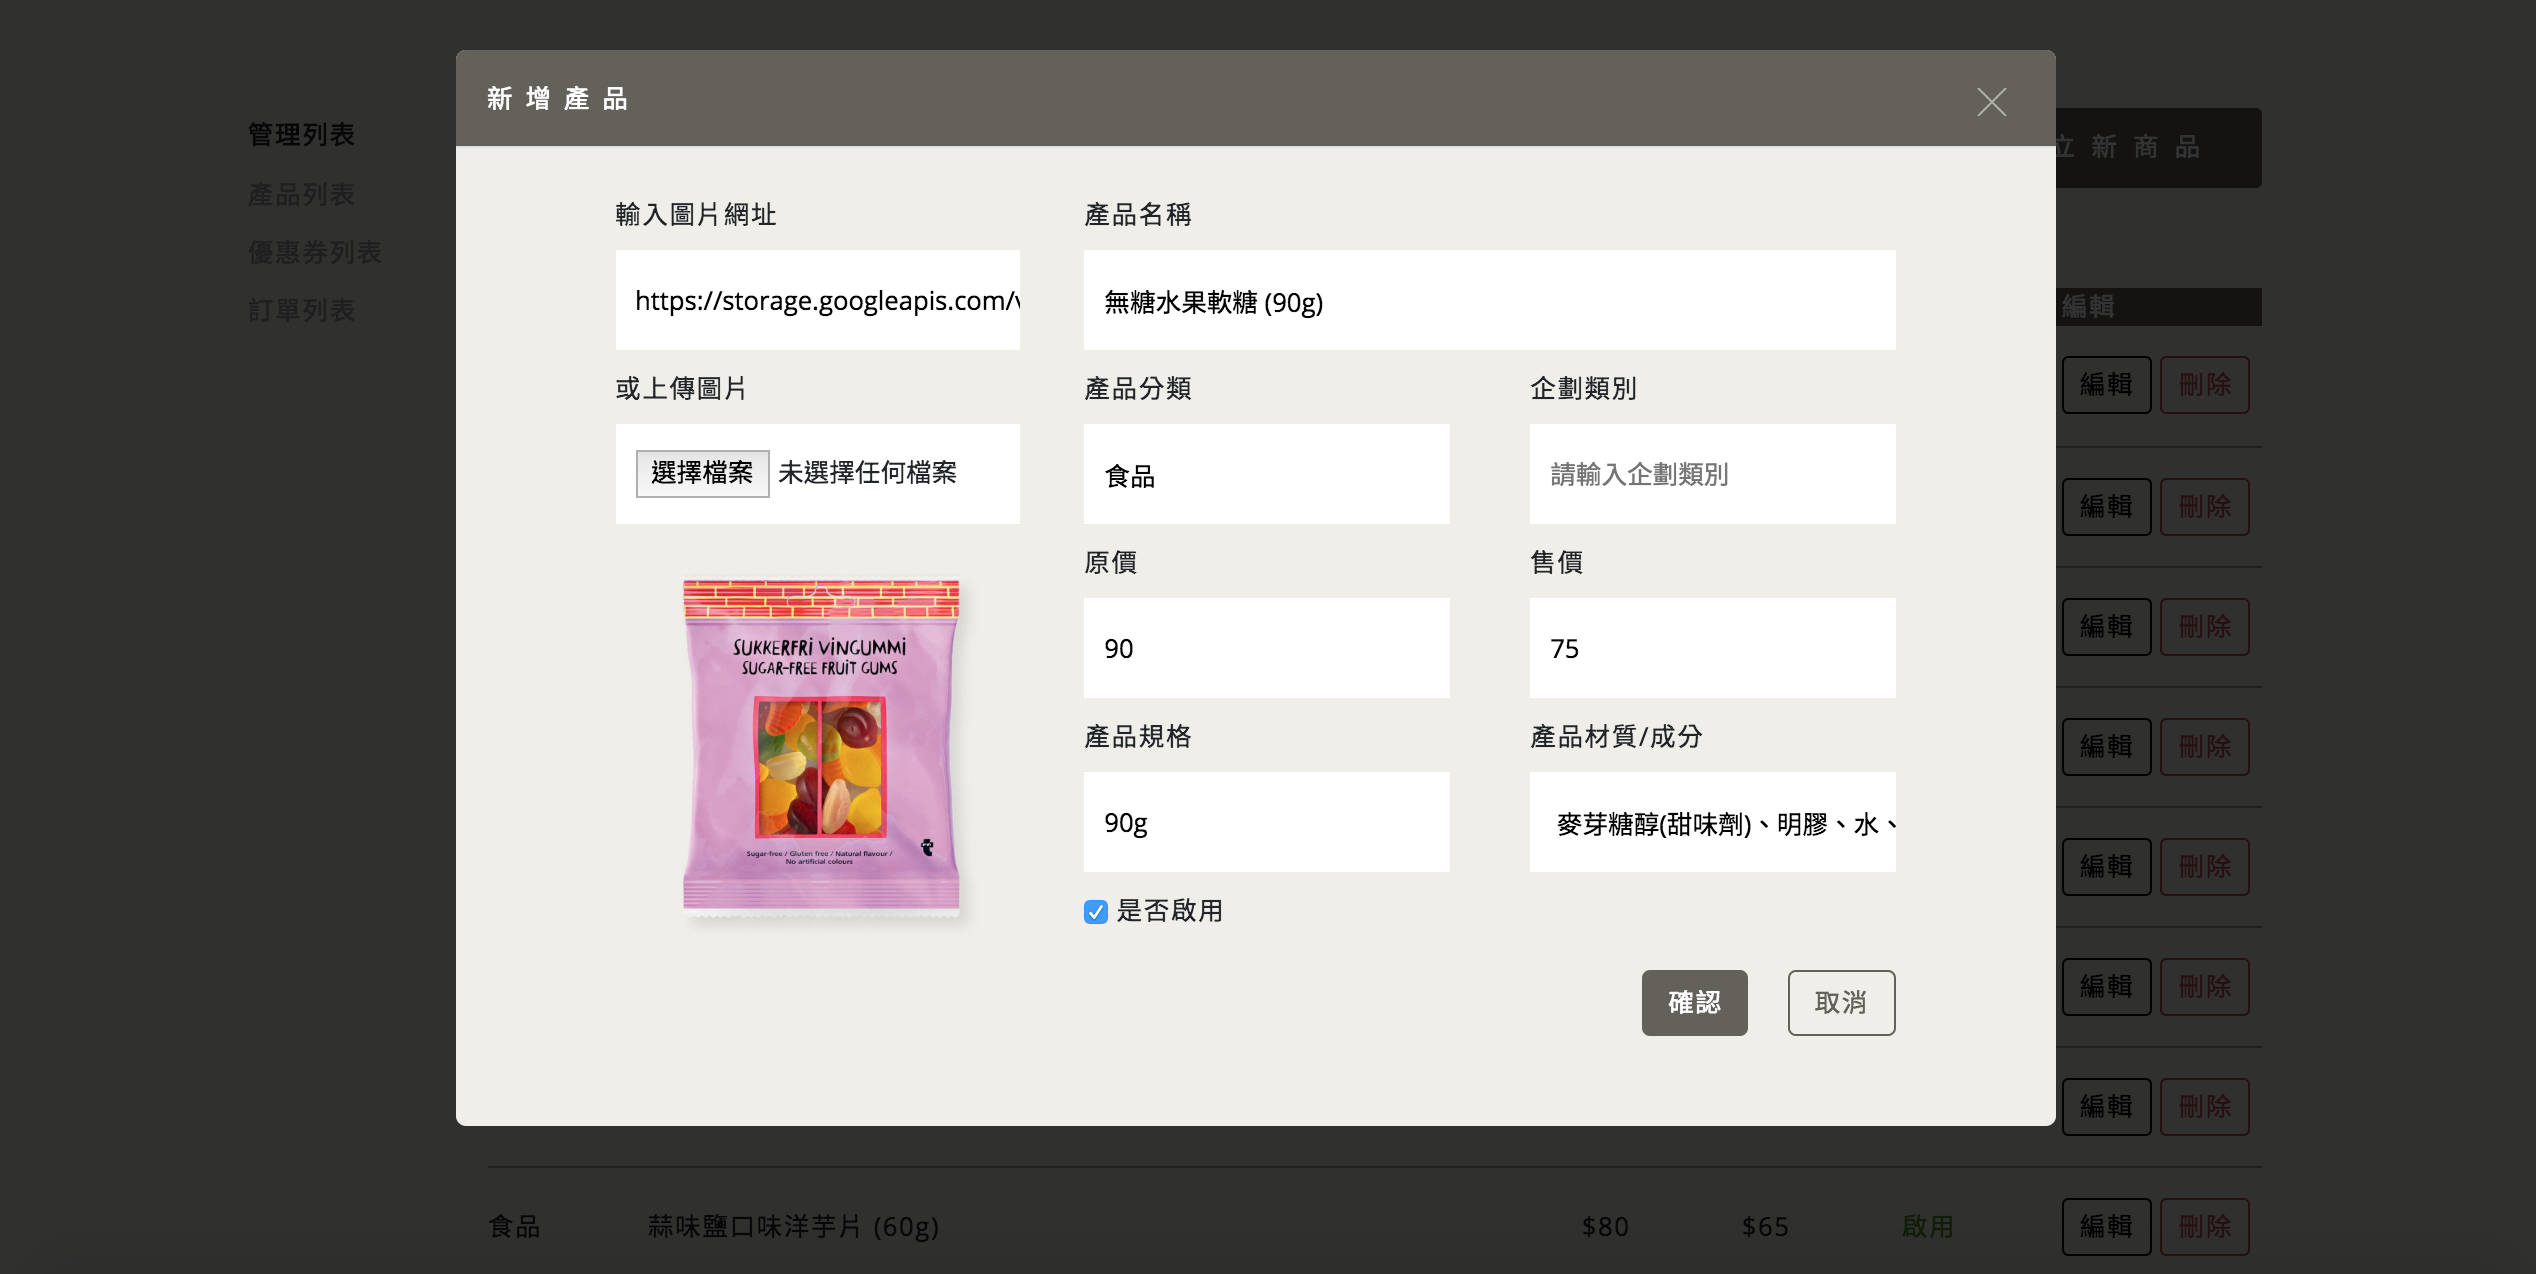 新增產品
管理列表
產品列表
優惠券列表
訂單列表
立新商品
編輯
輸入圖片網址
https://storage.googleapis.com/
產品名稱
無糖水果軟糖 (90g)
或上傳圖片
選擇檔案 未選擇任何檔案
產品分類
食品
企劃類別
請輸入企劃類別
原價
90
售價
75
產品規格
90g
產品材質/成分
麥芽糖醇(甜味劑)、明膠、水、
是否啟用
確認
取消
SUKKERFRI VINGUMMI
SUGAR-FREE FRUIT GUMS
Sugar-free / Gluten free / Natural flavour /
No artificial colours
編輯 刪除
編輯 刪除
編輯 刪除
編輯 刪除
編輯 刪除
編輯 刪除
編輯 刪除
食品 蒜味鹽口味洋芋片 (60g) $80 $65 啟用 編輯 刪除